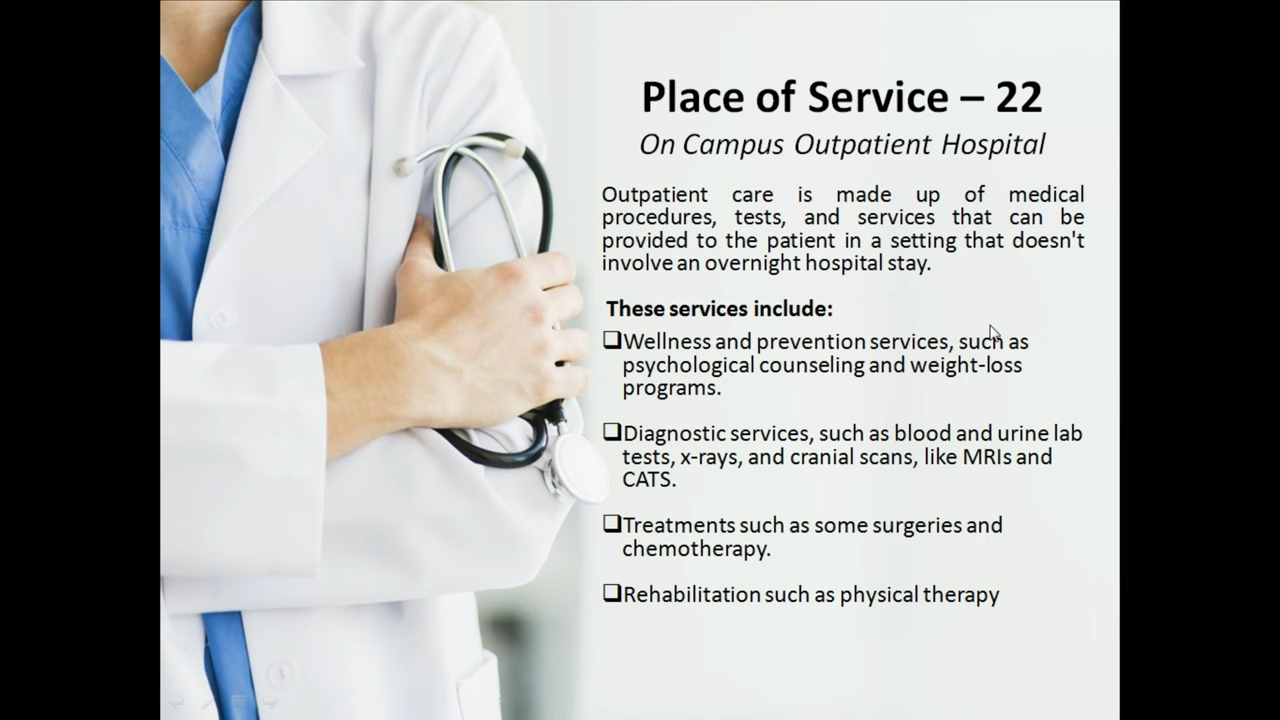 Place of Service – 22
On Campus Outpatient Hospital
Outpatient care is made up of medical
procedures, tests, and services that can be
provided to the patient in a setting that doesn't
involve an overnight hospital stay.
These services include:
❑Wellness and prevention services, such as
psychological counseling and weight-loss
programs.
❑Diagnostic services, such as blood and urine lab
tests, x-rays, and cranial scans, like MRIs and
CATS.
❑Treatments such as some surgeries and
chemotherapy.
❑Rehabilitation such as physical therapy